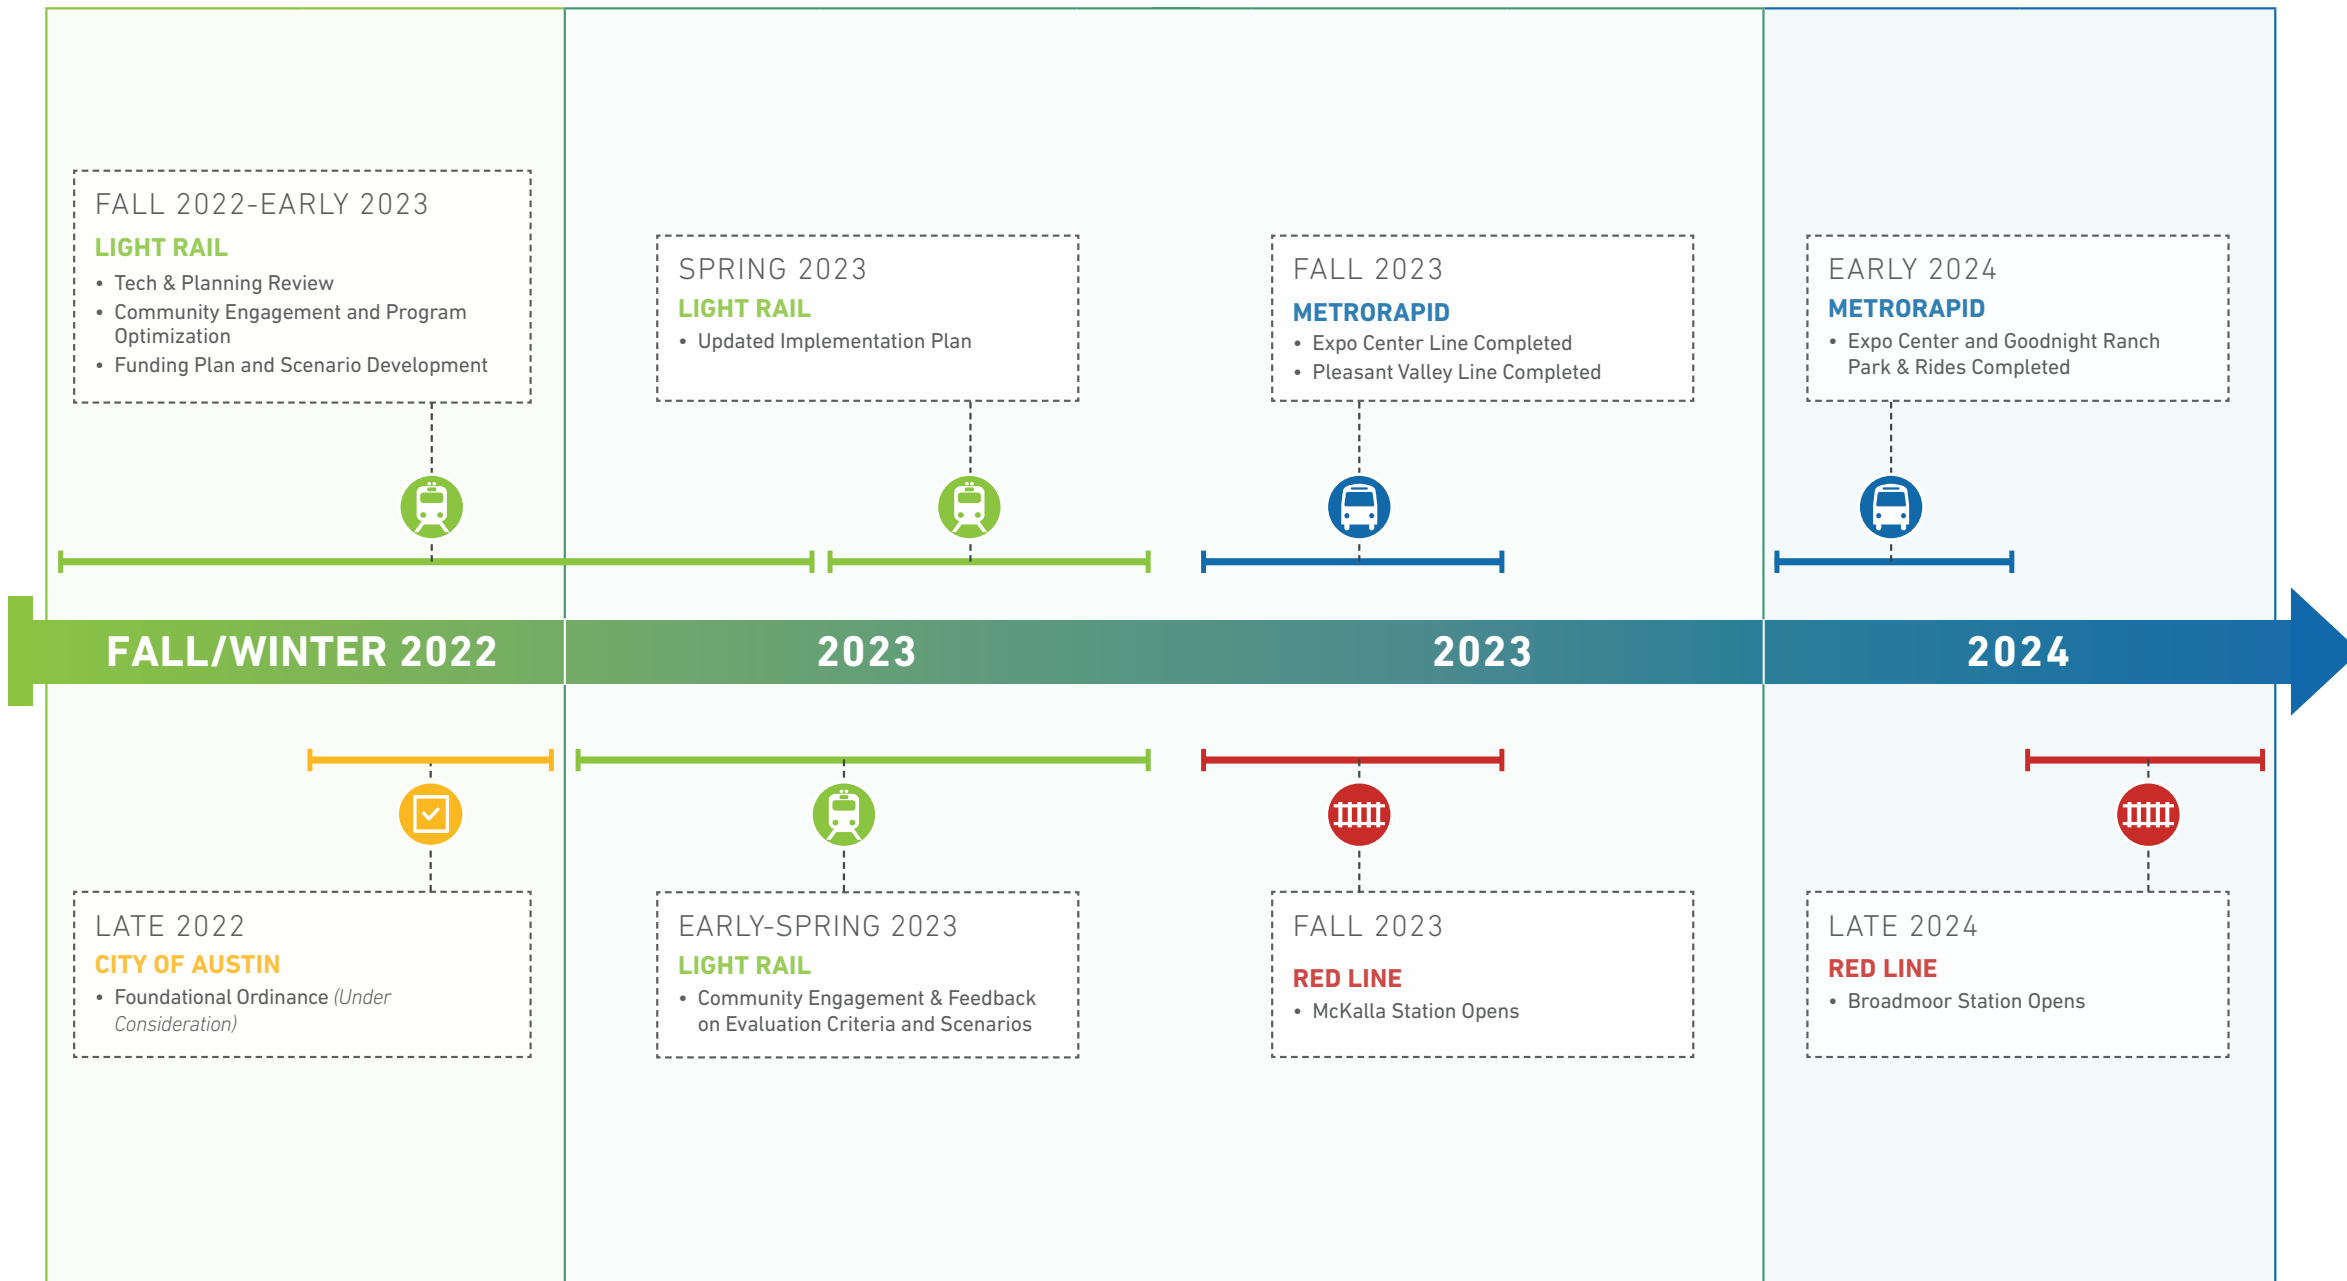 FALL 2022-EARLY 2023
LIGHT RAIL
• Tech & Planning Review
• Community Engagement and Program
Optimization
• Funding Plan and Scenario Development
SPRING 2023
LIGHT RAIL
• Updated Implementation Plan
FALL 2023
METRORAPID
• Expo Center Line Completed
• Pleasant Valley Line Completed
EARLY 2024
METRORAPID
• Expo Center and Goodnight Ranch
Park & Rides Completed
FALL/WINTER 2022
2023
2023
2024
LATE 2022
CITY OF AUSTIN
• Foundational Ordinance (Under
Consideration)
EARLY-SPRING 2023
LIGHT RAIL
• Community Engagement & Feedback
on Evaluation Criteria and Scenarios
FALL 2023
RED LINE
• McKalla Station Opens
LATE 2024
RED LINE
• Broadmoor Station Opens